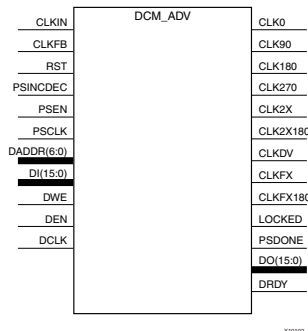 DCM_ADV
CLKIN
CLKFB
RST
PSINCDEC
PSEN
PSCLK
DADDR(6:0)
DI(15:0)
DWE
DEN
DCLK
CLK0
CLK90
CLK180
CLK270
CLK2X
CLK2X180
CLKDV
CLKFX
CLKFX180
LOCKED
PSDONE
DO(15:0)
DRDY